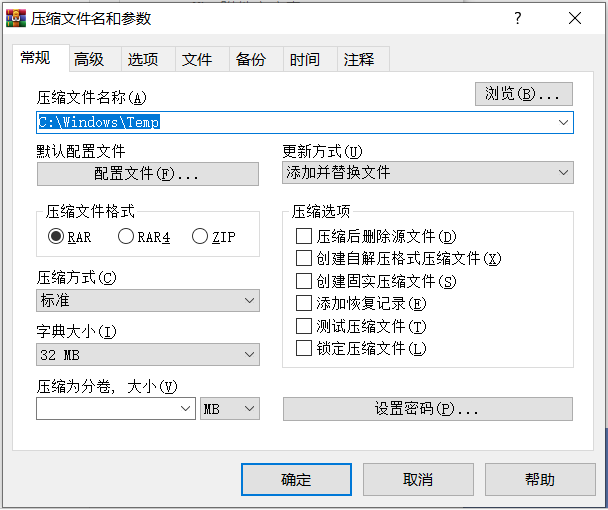 压缩文件名和参数
常规 高级 选项 文件 备份 时间 注释
压缩文件名称(A) 浏览(B)...
C:\Windows\Temp
默认配置文件 更新方式(U)
配置文件(F)... 添加并替换文件
压缩文件格式 压缩选项
RAR RAR4 ZIP
压缩后删除源文件(D)
创建自解压格式压缩文件(X)
压缩方式(C)
创建固实压缩文件(S)
标准
添加恢复记录(E)
字典大小(I)
测试压缩文件(T)
32 MB
锁定压缩文件(L)
压缩为分卷, 大小(V)
MB 设置密码(P)...
确定 取消 帮助